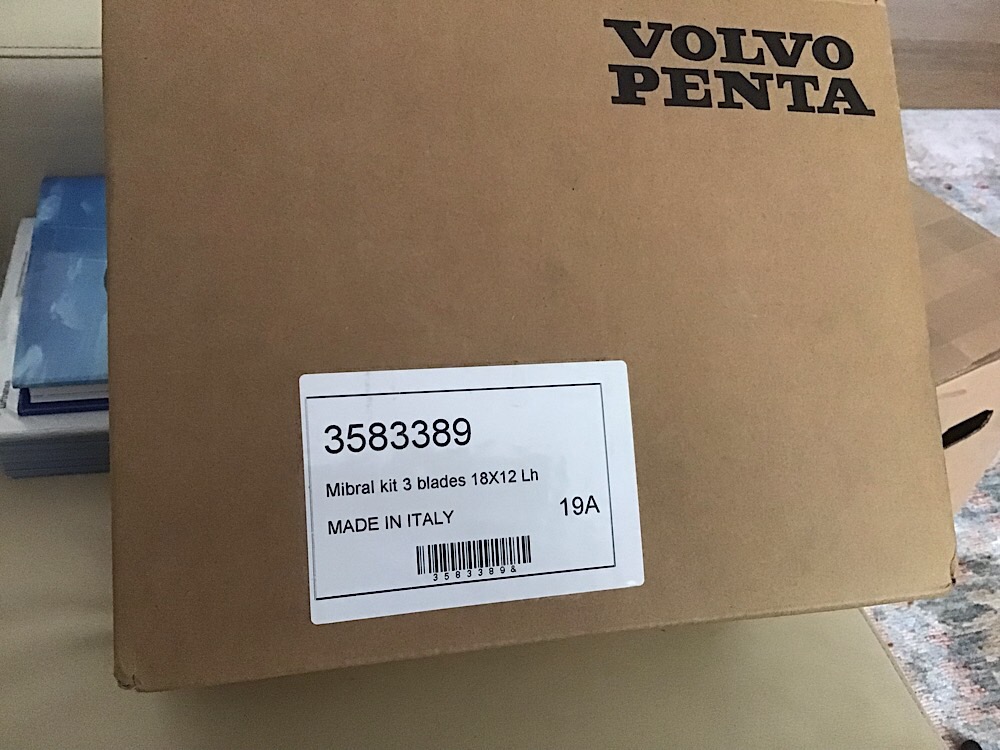 VOLVO
PENTA
3583389
Mibral kit 3 blades 18X12 Lh
MADE IN ITALY
19A
3583389&